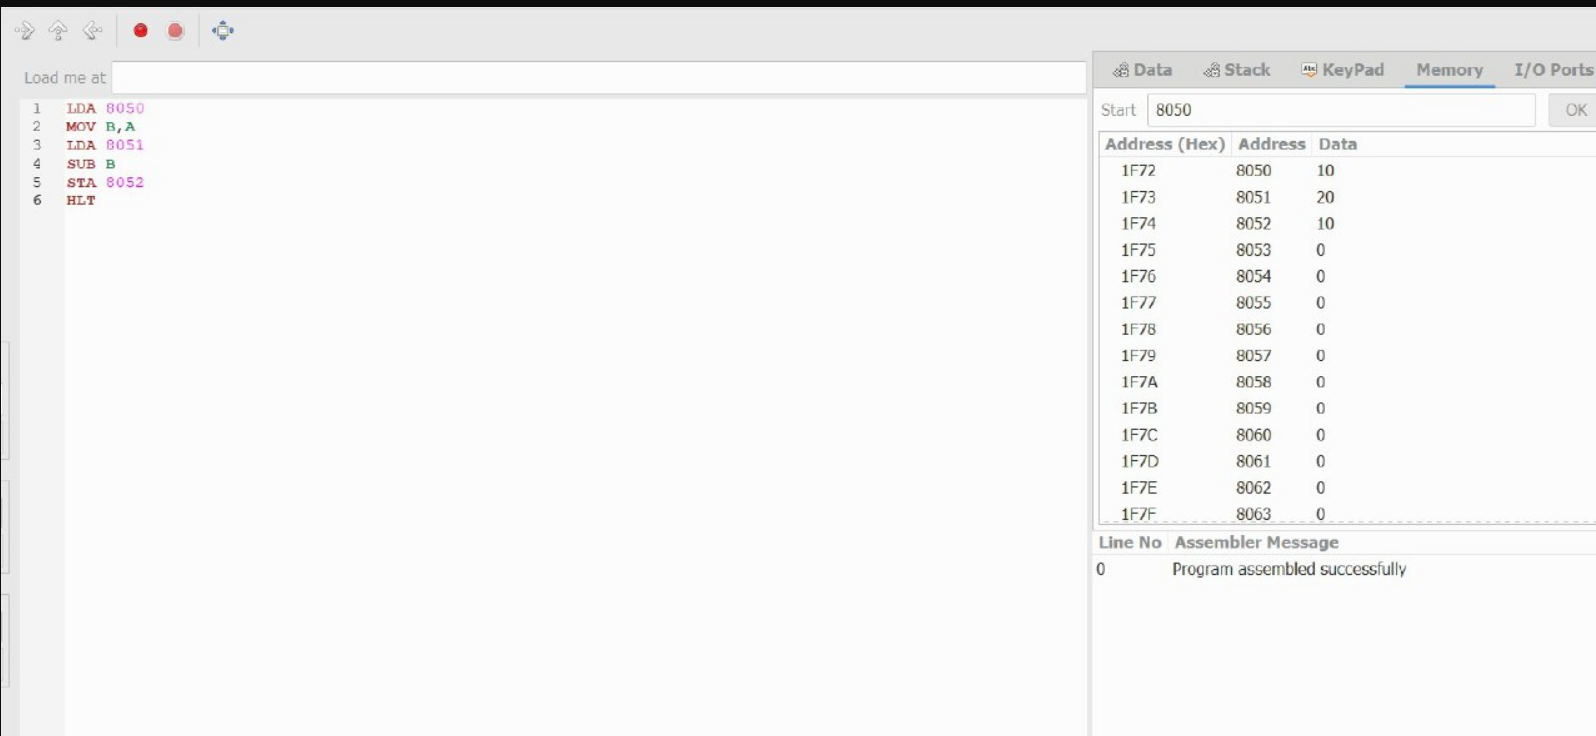 Load me at
1 LDA 8050
2 MOV B,A
3 LDA 8051
4 SUB B
5 STA 8052
6 HLT
Data Stack KeyPad Memory I/O Ports
Start 8050 OK
Address (Hex) Address Data
1F72 8050 10
1F73 8051 20
1F74 8052 10
1F75 8053 0
1F76 8054 0
1F77 8055 0
1F78 8056 0
1F79 8057 0
1F7A 8058 0
1F7B 8059 0
1F7C 8060 0
1F7D 8061 0
1F7E 8062 0
1F7F 8063 0
Line No Assembler Message
0 Program assembled successfully